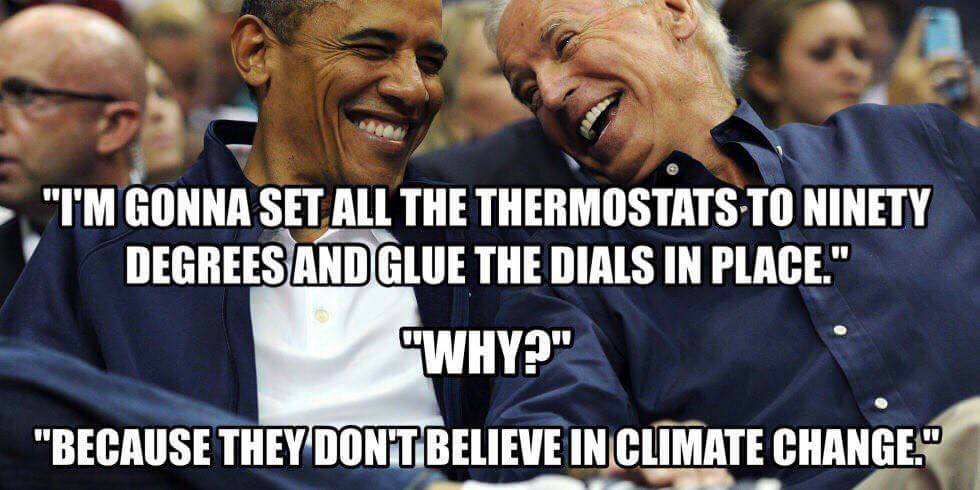 "I'M GONNA SET ALL THE THERMOSTATS TO NINETY
DEGREES AND GLUE THE DIALS IN PLACE."
"WHY?"
"BECAUSE THEY DON'T BELIEVE IN CLIMATE CHANGE."